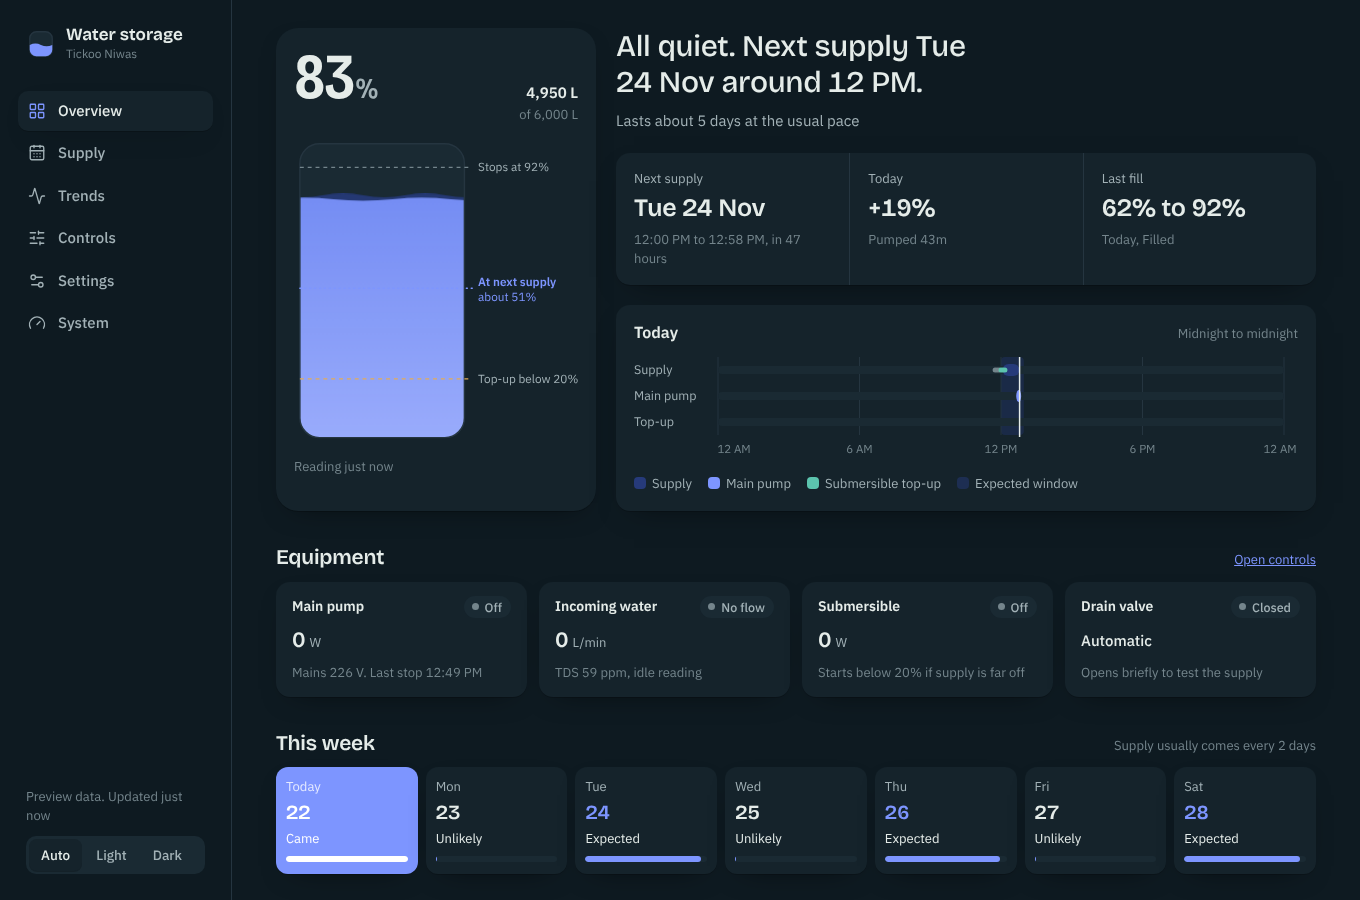 Water storage
Tickoo Niwas
Overview
Supply
Trends
Controls
Settings
System
Preview data. Updated just
now
Auto Light Dark
83%
4,950 L
of 6,000 L
Stops at 92%
At next supply
about 51%
Top-up below 20%
Reading just now
All quiet. Next supply Tue
24 Nov around 12 PM.
Lasts about 5 days at the usual pace
Next supply
Tue 24 Nov
12:00 PM to 12:58 PM, in 47
hours
Today
+19%
Pumped 43m
Last fill
62% to 92%
Today, Filled
Today
Midnight to midnight
Supply
Main pump
Top-up
12 AM 6 AM 12 PM 6 PM 12 AM
Supply Main pump Submersible top-up Expected window
Equipment
Open controls
Main pump
Off
0 W
Mains 226 V. Last stop 12:49 PM
Incoming water
No flow
0 L/min
TDS 59 ppm, idle reading
Submersible
Off
0 W
Starts below 20% if supply is far off
Drain valve
Closed
Automatic
Opens briefly to test the supply
This week
Supply usually comes every 2 days
Today
22
Came
Mon
23
Unlikely
Tue
24
Expected
Wed
25
Unlikely
Thu
26
Expected
Fri
27
Unlikely
Sat
28
Expected